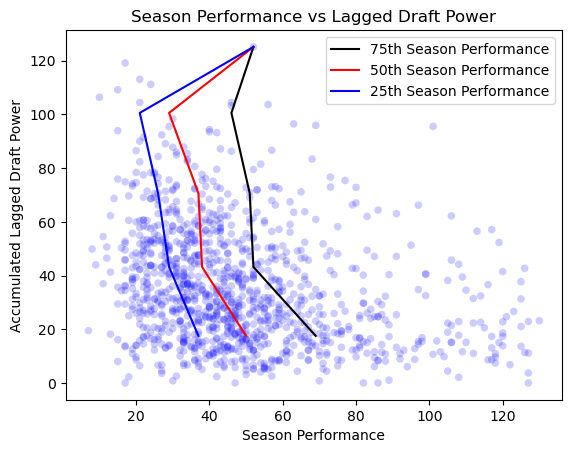 Season Performance vs Lagged Draft Power
75th Season Performance
50th Season Performance
25th Season Performance
Accumulated Lagged Draft Power
120
100
80
60
40
20
0
20 40 60 80 100 120
Season Performance